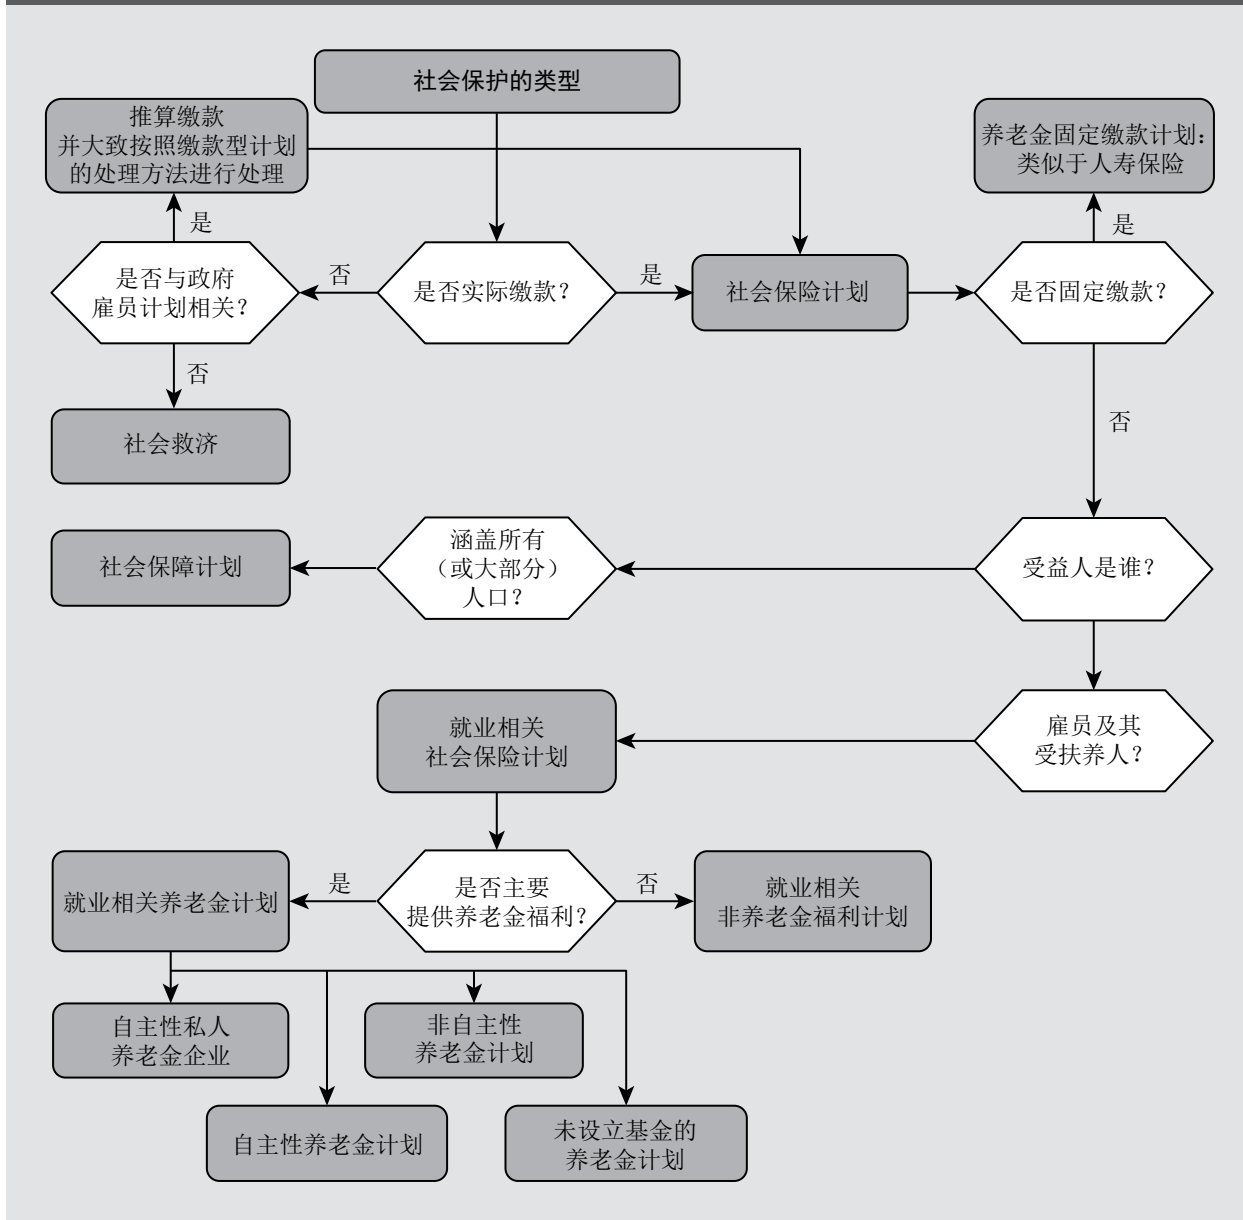 社会保护的类型
推算缴款
并大致按照缴款型计划
的处理方法进行处理
养老金固定缴款计划：
类似于人寿保险
是
是
是否与政府
雇员计划相关？
否
是否实际缴款？
是
社会保险计划
是否固定缴款？
否
社会救济
否
社会保障计划
涵盖所有
（或大部分）
人口？
受益人是谁？
就业相关
社会保险计划
雇员及其
受扶养人？
就业相关养老金计划
是
是否主要
提供养老金福利？
否
就业相关
非养老金福利计划
自主性私人
养老金企业
非自主性
养老金计划
自主性养老金计划
未设立基金的
养老金计划